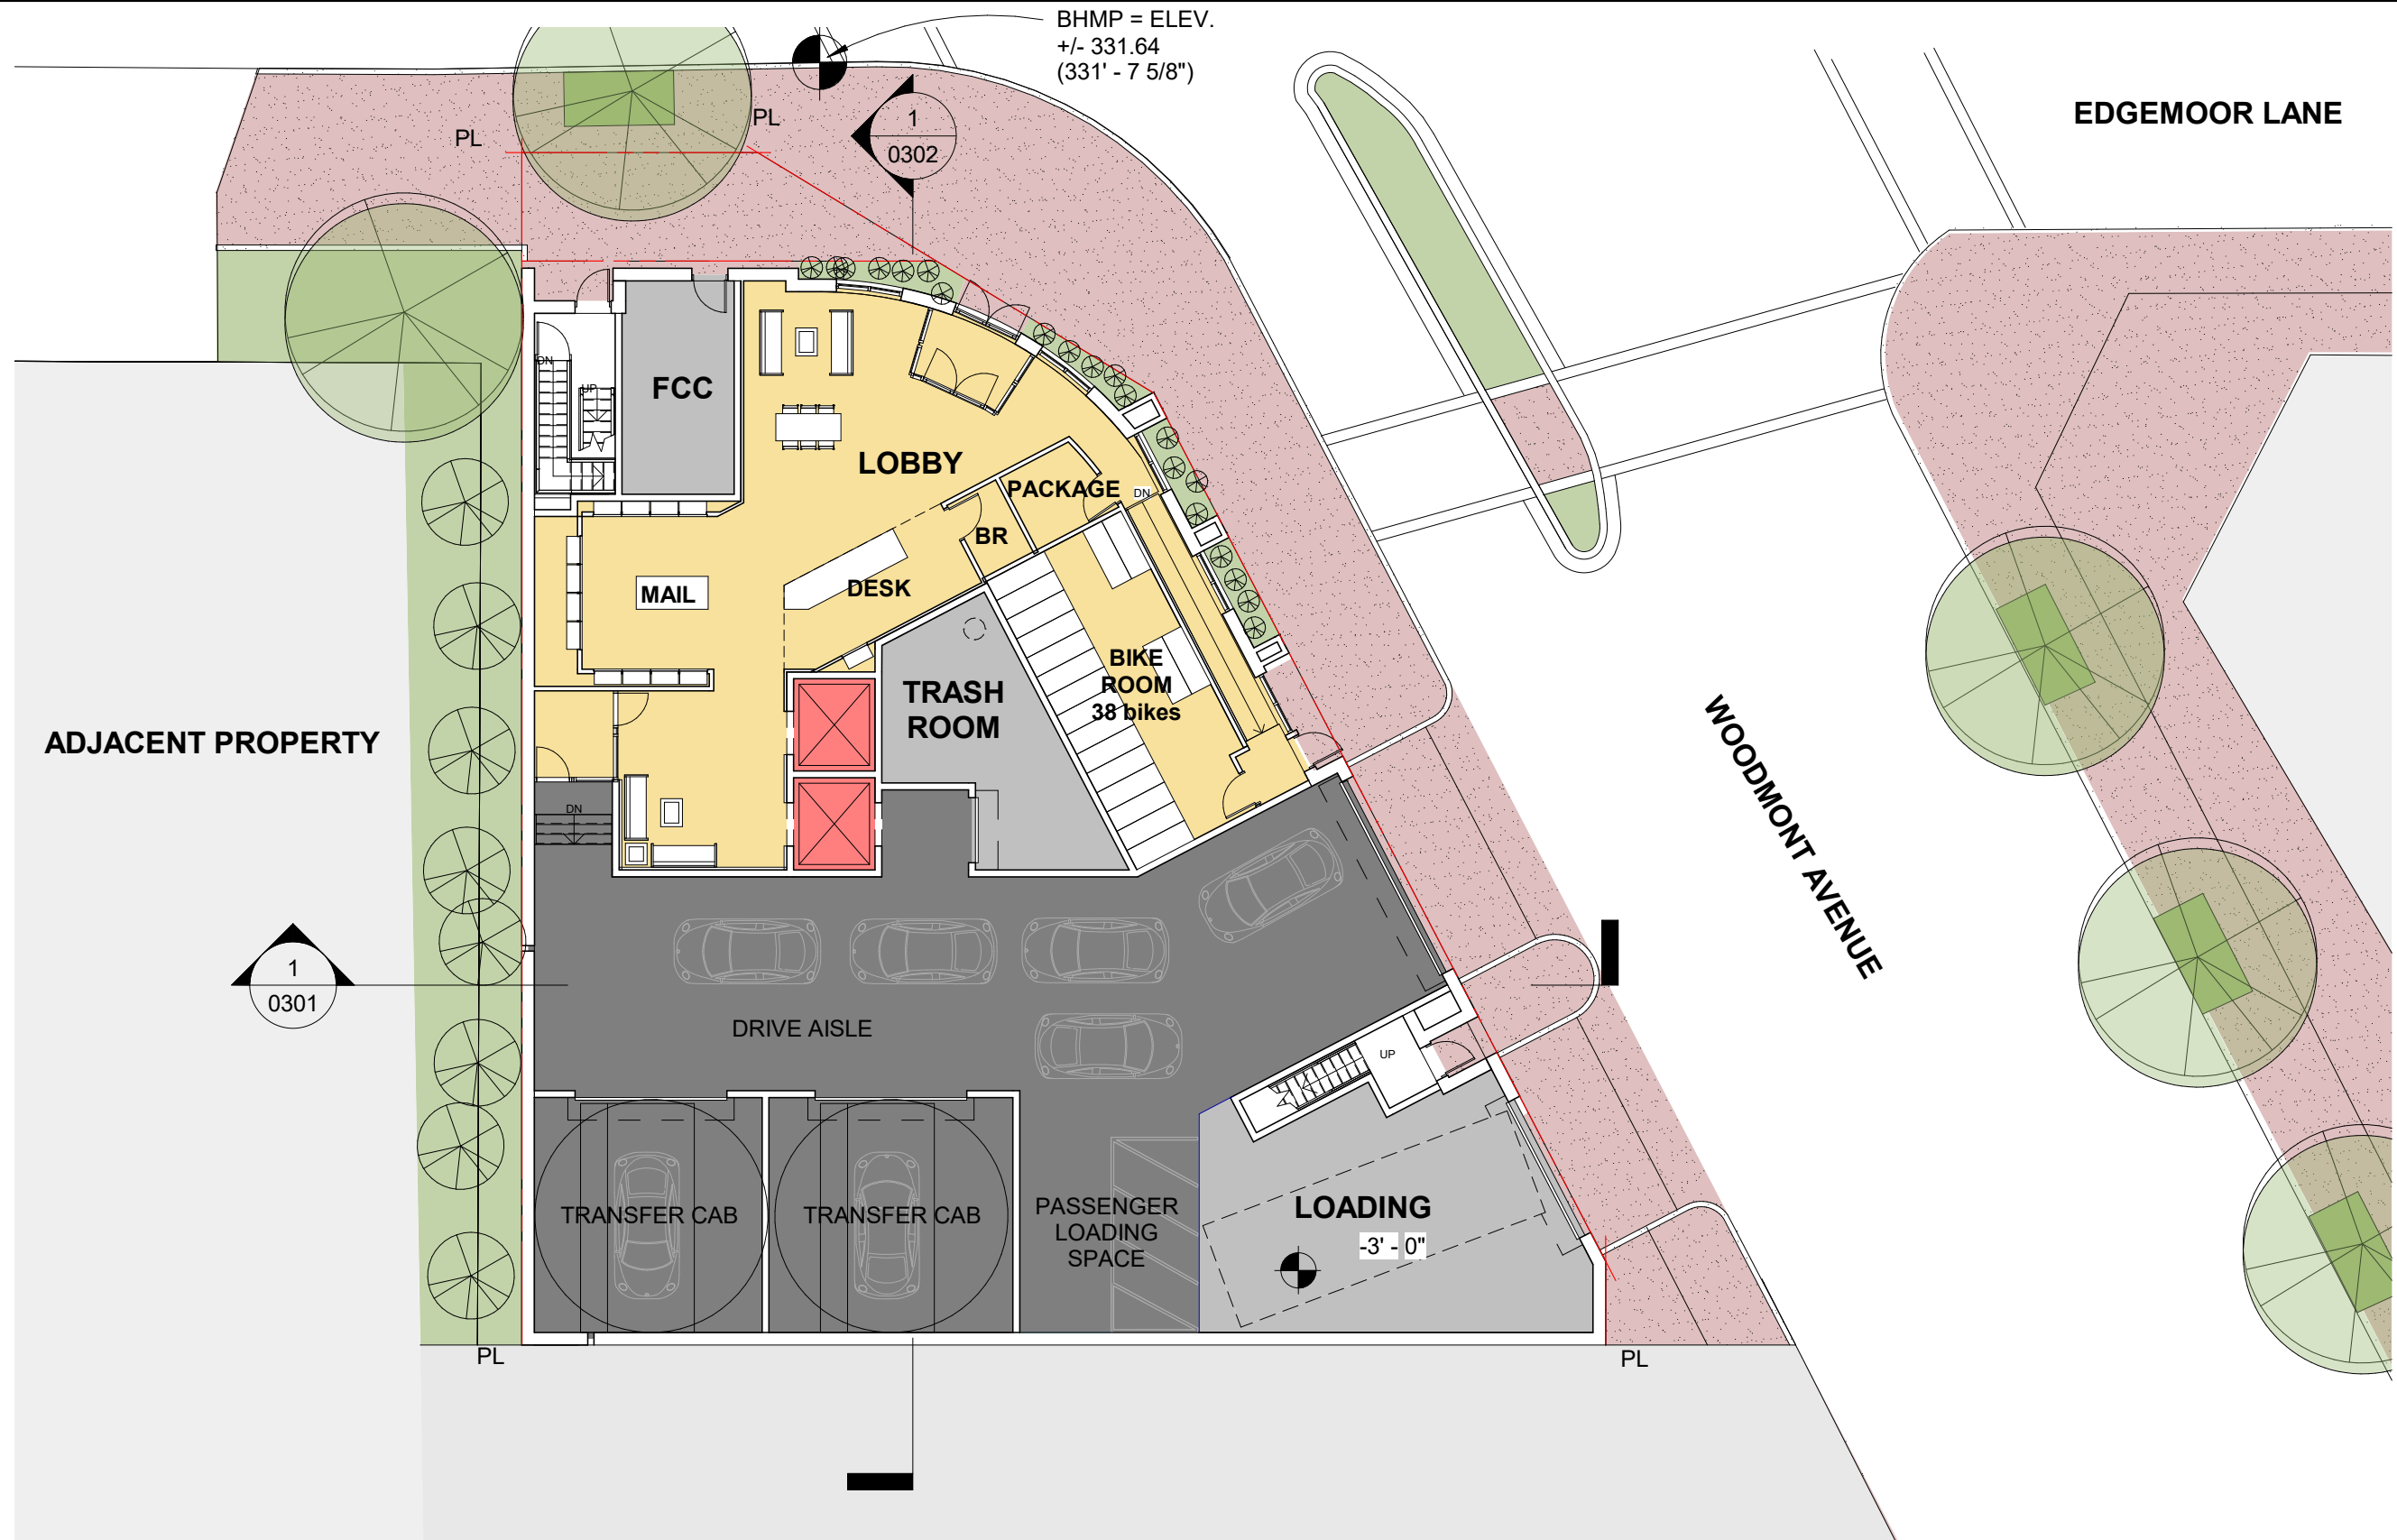 BHMP = ELEV.
+/- 331.64
(331' - 7 5/8")
EDGEMOOR LANE
PL
PL
1
0302
DN
UP
FCC
LOBBY
PACKAGE
DN
BR
MAIL
DESK
BIKE
ROOM
38 bikes
TRASH
ROOM
ADJACENT PROPERTY
WOODMONT AVENUE
DN
1
0301
DRIVE AISLE
UP
TRANSFER CAB
TRANSFER CAB
PASSENGER
LOADING
SPACE
LOADING
-3' - 0"
PL
PL